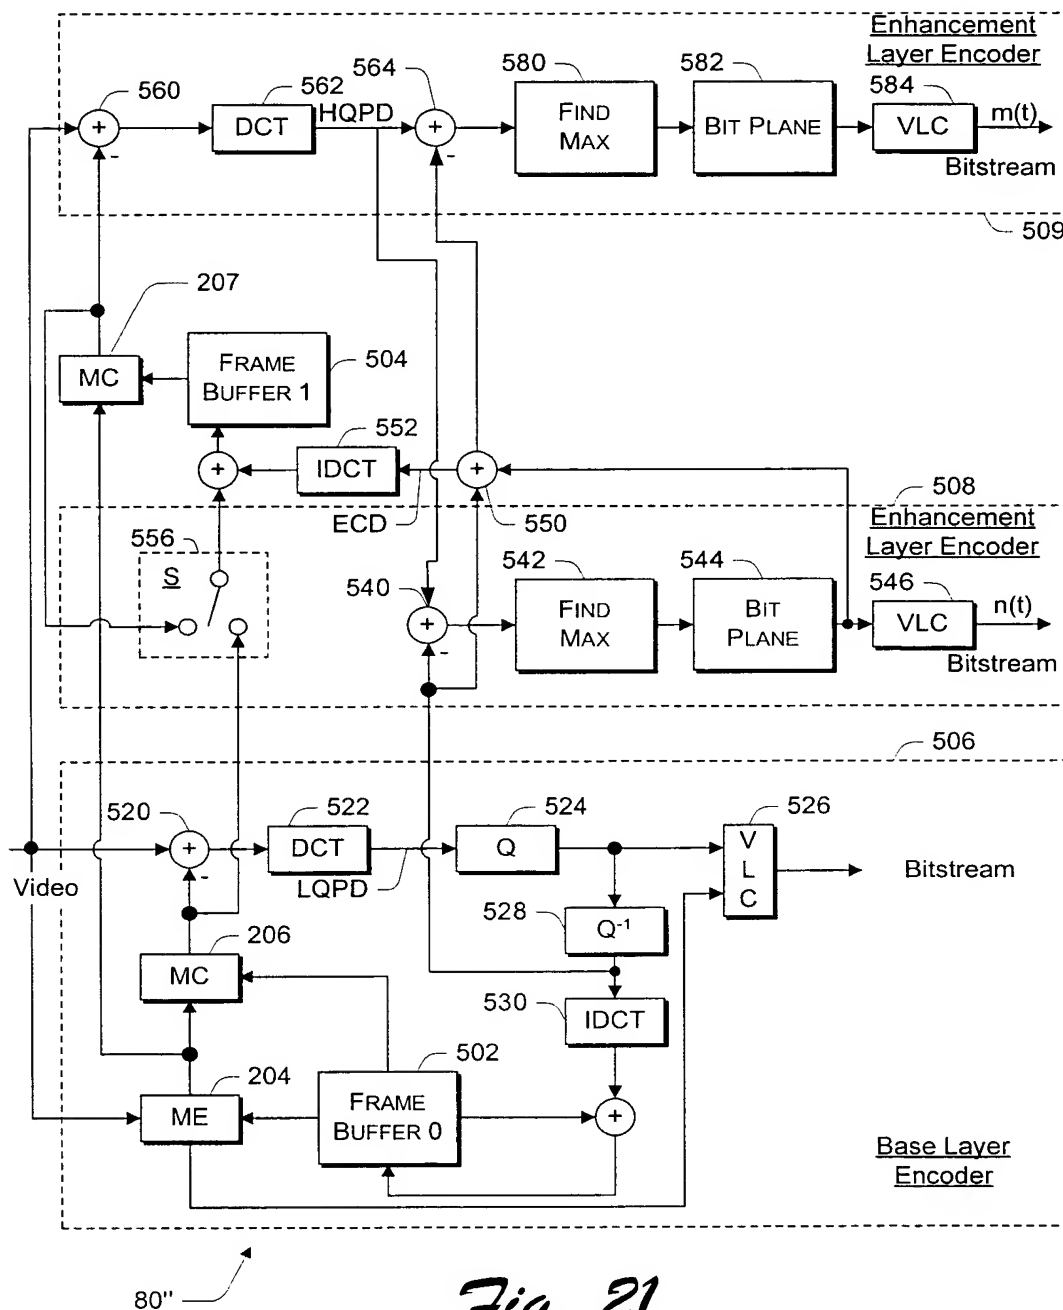 Enhancement
Layer Encoder
560
562
564
580
582
584
+
-
DCT
HQPD
+
-
FIND
MAX
BIT PLANE
VLC
m(t)
Bitstream
509
207
MC
FRAME
BUFFER 1
504
552
+
IDCT
+
ECD
550
508
Enhancement
Layer Encoder
556
S
540
542
544
546
+
-
FIND
MAX
BIT
PLANE
VLC
n(t)
Bitstream
506
520
522
524
526
Video
+
-
DCT
LQPD
Q
V
L
C
Bitstream
206
MC
528
Q-1
530
IDCT
204
ME
502
FRAME
BUFFER 0
+
Base Layer
Encoder
80"
Fig. 21